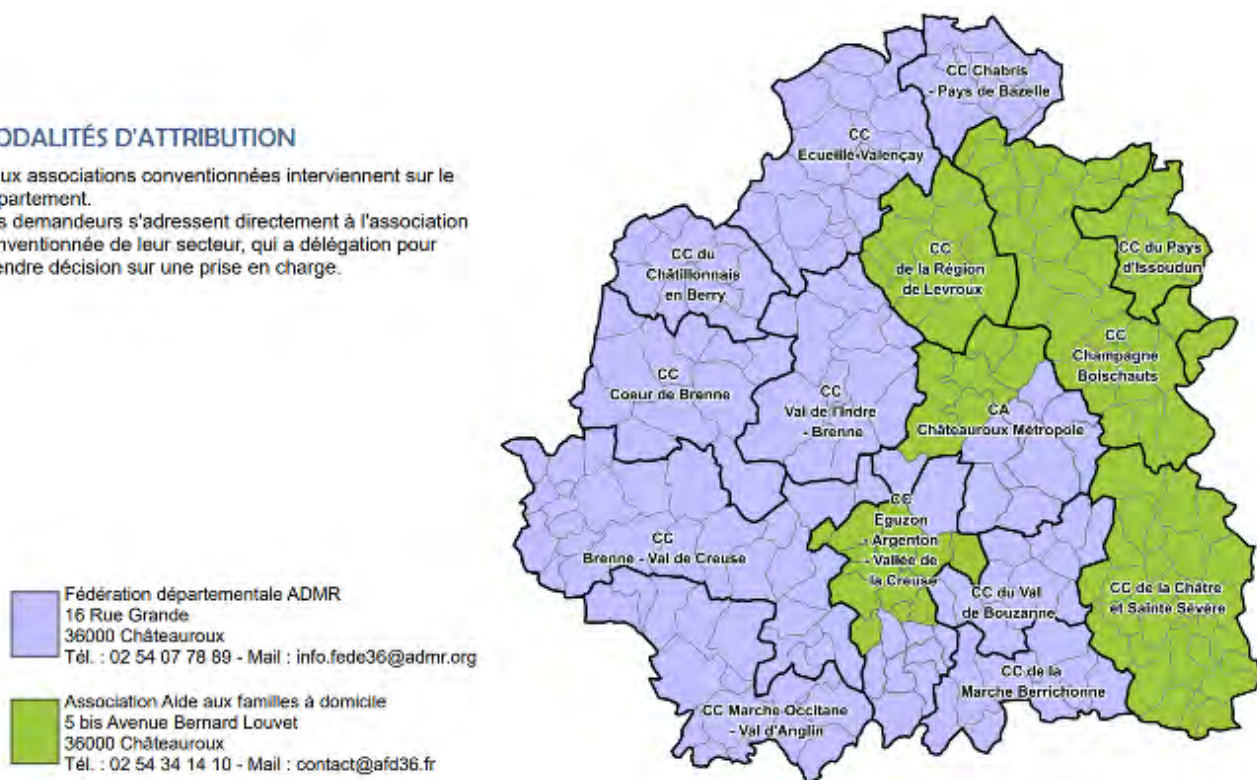 ODALITÉS D'ATTRIBUTION
ux associations conventionnées interviennent sur le
partement.
s demandeurs s'adressent directement à l'association
nventionnée de leur secteur, qui a délégation pour
endre décision sur une prise en charge.
CC Chabris
- Pays de Bazelle
CC
Ecueillé-Valençay
CC
de la Région
de Levroux
CC du Pays
d'Issoudun
CC du
Châtillonnais
en Berry
CC
Champagne
Boischauts
CC
Coeur de Brenne
CC
Val de l'Indre
- Brenne
CA
Châteauroux Métropole
CC
Eguzon
- Argenton
- Vallée de
la Creuse
CC
Brenne - Val de Creuse
CC du Val
de Bouzanne
CC de la Châtre
et Sainte Sévère
CC de la
Marche Berrichonne
CC Marche Occitane
- Val d'Anglin
Fédération départementale ADMR
16 Rue Grande
36000 Châteauroux
Tél. : 02 54 07 78 89 - Mail : info.fede36@admr.org
Association Aide aux familles à domicile
5 bis Avenue Bernard Louvet
36000 Châteauroux
Tél. : 02 54 34 14 10 - Mail : contact@afd36.fr